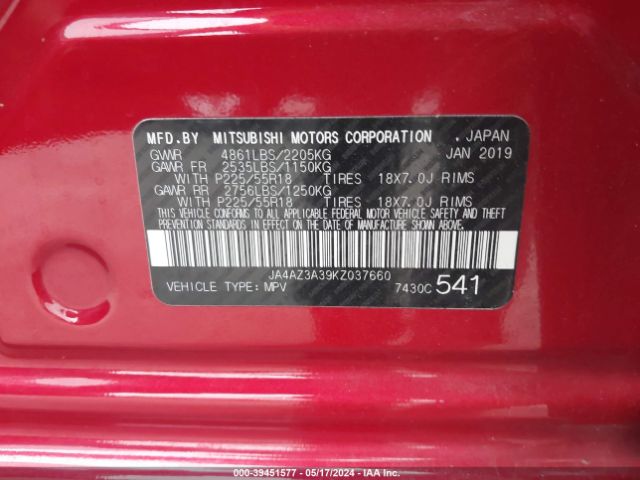 MFD.BY MITSUBISHI MOTORS CORPORATION . JAPAN
GVWR 4861LBS/2205KG JAN 2019
GAWR FR 2535LBS/1150KG
WITH P225/55R18 TIRES 18X7.0J RIMS
GAWR RR 2756LBS/1250KG
WITH P225/55R18 TIRES 18X7.0J RIMS
THIS VEHICLE CONFORMS TO ALL APPLICABLE FEDERAL MOTOR VEHICLE SAFETY AND THEFT
PREVENTION STANDARDS IN EFFECT ON THE DATE OF MANUFACTURE SHOWN ABOVE.
JA4AZ3A39KZ037660
VEHICLE TYPE:MPV 7430C 541
000-39451577 - 05/17/2024 - IAA Inc.